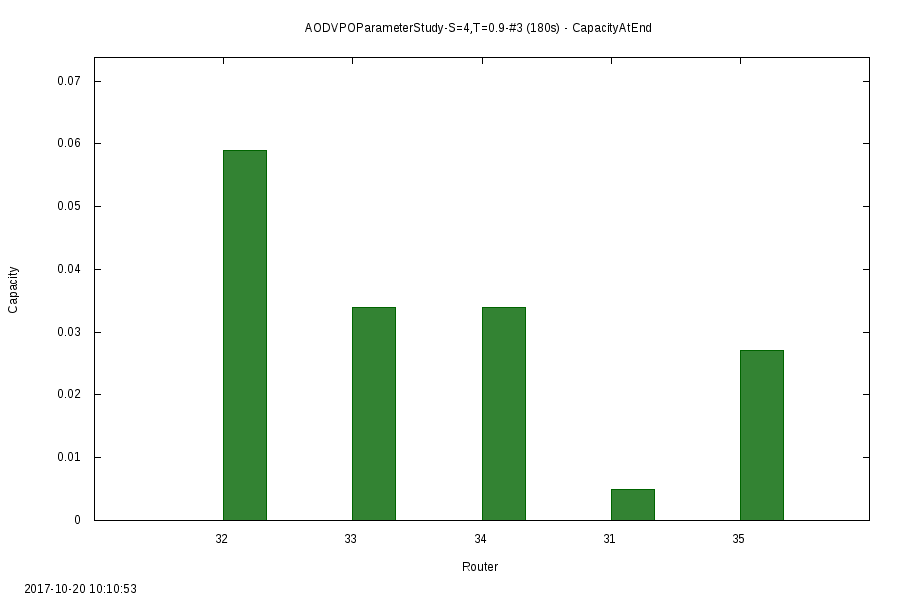 AODVPOParameterStudy-S=4,T=0.9-#3 (180s) - CapacityAtEnd
0.07
0.06
0.05
0.04
0.03
0.02
0.01
0
Capacity
32 33 34 31 35
Router
2017-10-20 10:10:53